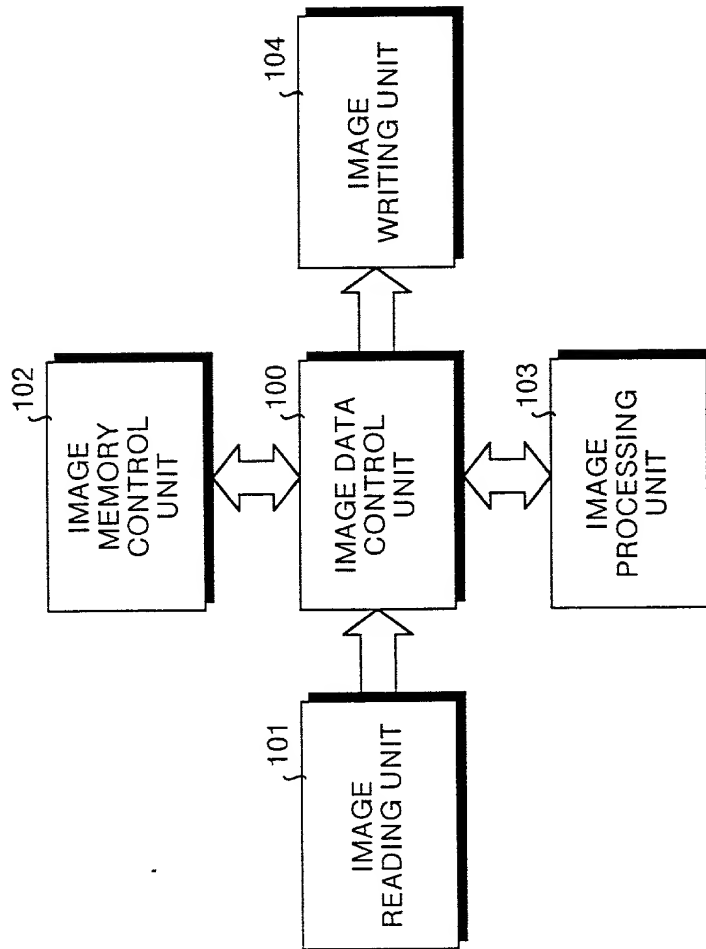 102
IMAGE
MEMORY
CONTROL
UNIT
101
IMAGE
READING UNIT
100
IMAGE DATA
CONTROL
UNIT
104
IMAGE
WRITING UNIT
103
IMAGE
PROCESSING
UNIT